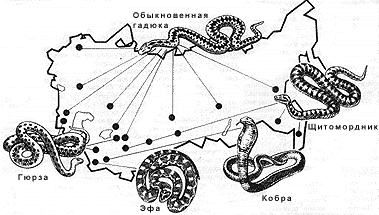 Обыкновенная
гадюка
Щитомордник
Гюрза
Эфа
Кобра